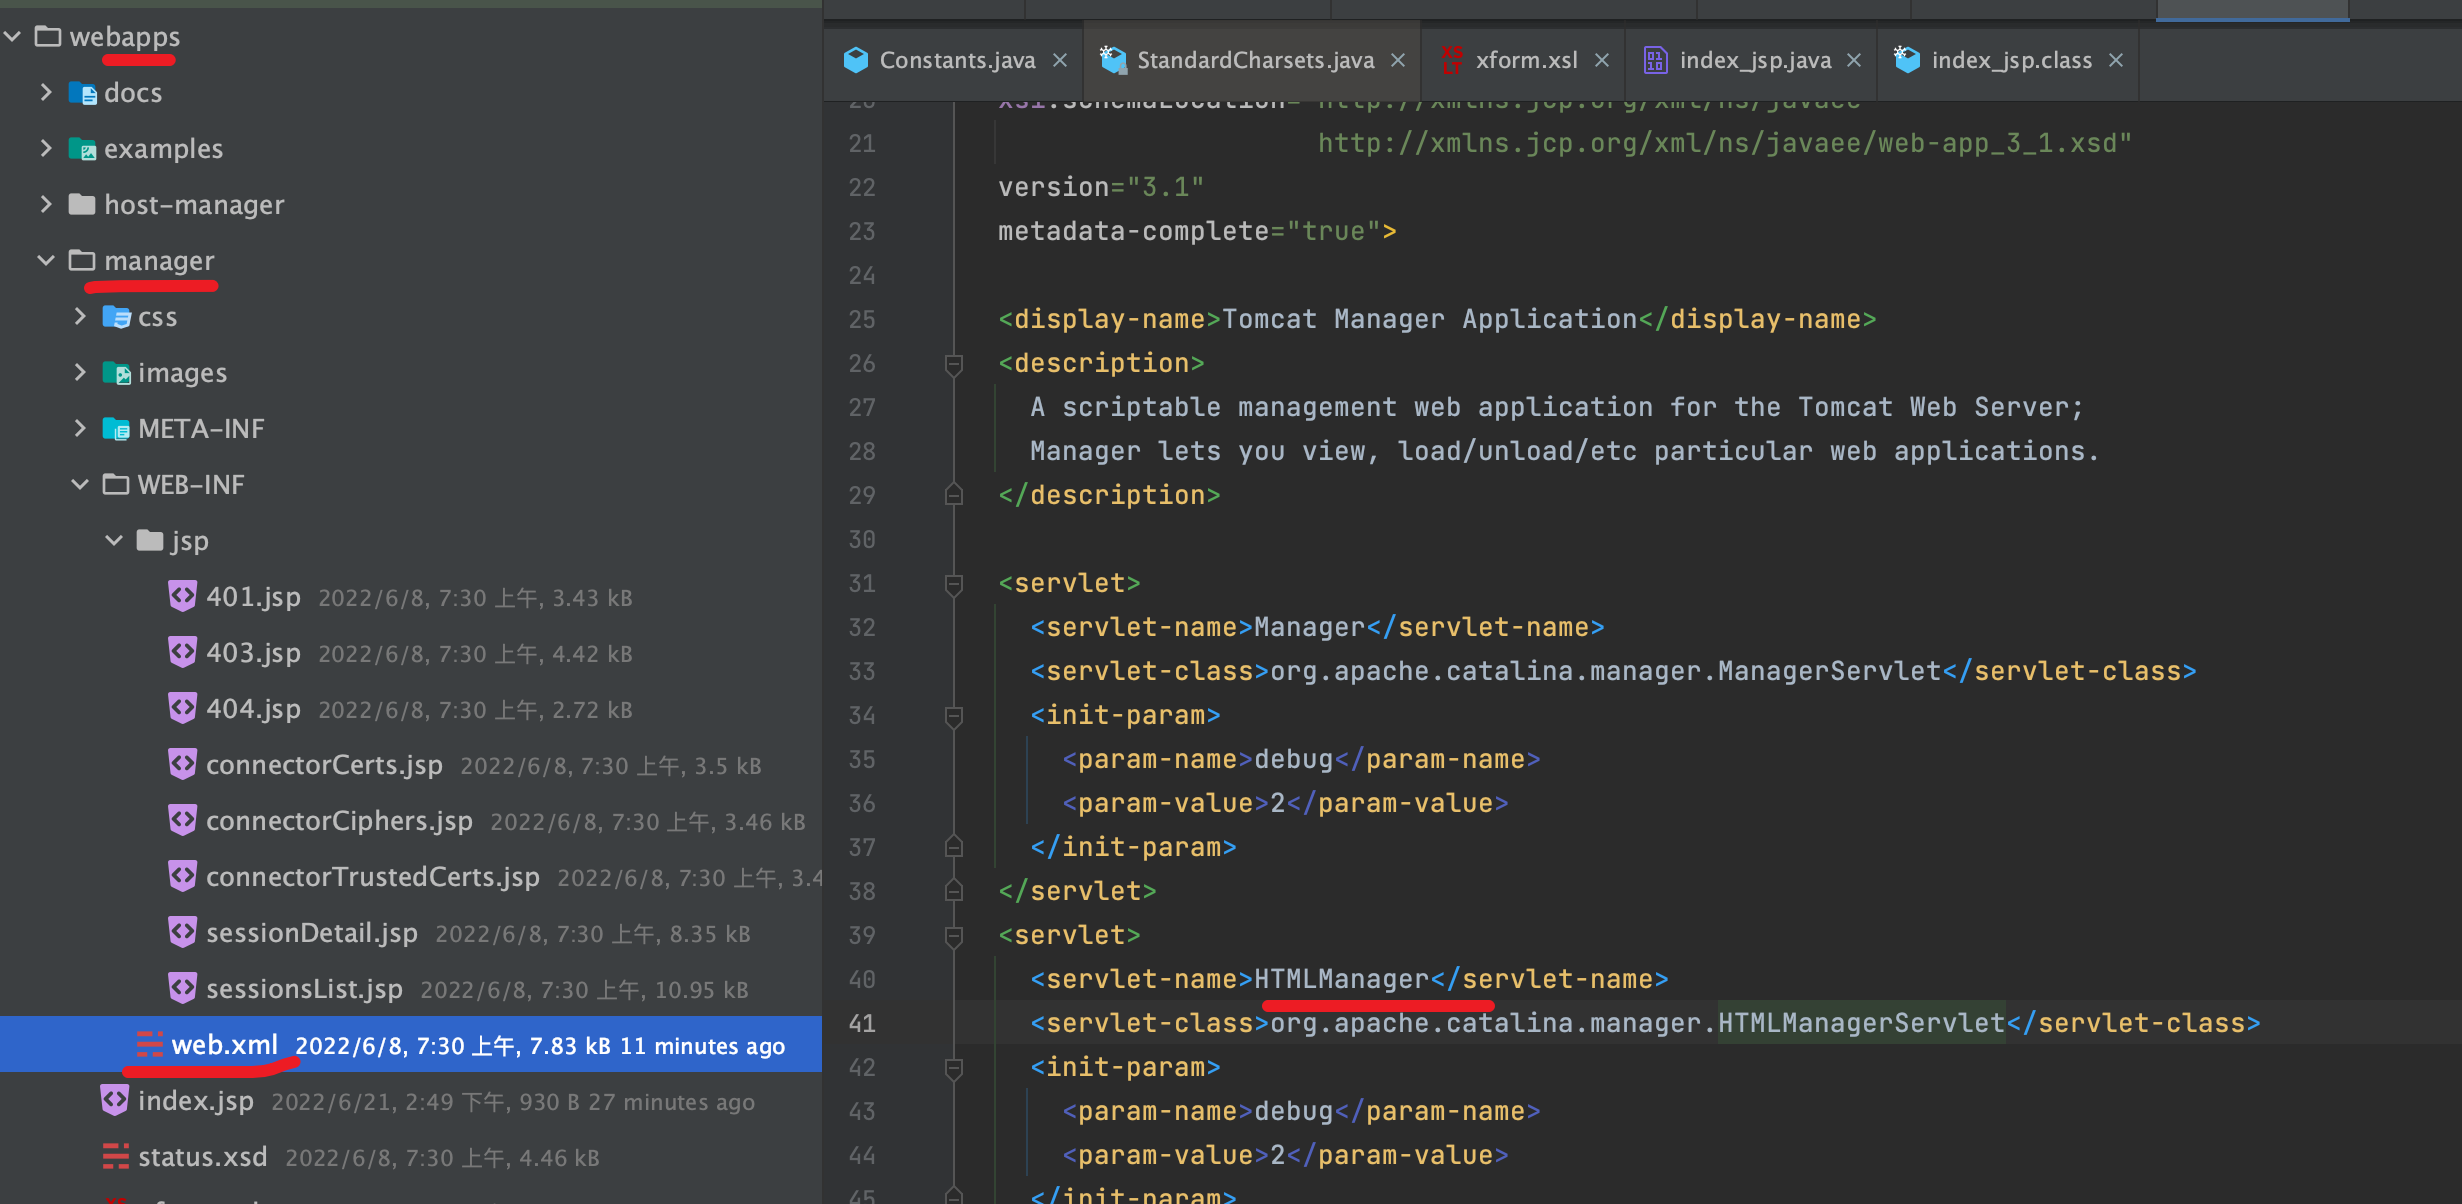 webapps
docs
examples
host-manager
manager
css
images
META-INF
WEB-INF
jsp
401.jsp 2022/6/8, 7:30 上午, 3.43 kB
403.jsp 2022/6/8, 7:30 上午, 4.42 kB
404.jsp 2022/6/8, 7:30 上午, 2.72 kB
connectorCerts.jsp 2022/6/8, 7:30 上午, 3.5 kB
connectorCiphers.jsp 2022/6/8, 7:30 上午, 3.46 kB
connectorTrustedCerts.jsp 2022/6/8, 7:30 上午, 3.4
sessionDetail.jsp 2022/6/8, 7:30 上午, 8.35 kB
sessionsList.jsp 2022/6/8, 7:30 上午, 10.95 kB
web.xml 2022/6/8, 7:30 上午, 7.83 kB 11 minutes ago
index.jsp 2022/6/21, 2:49 下午, 930 B 27 minutes ago
status.xsd 2022/6/8, 7:30 上午, 4.46 kB
Constants.java StandardCharsets.java xform.xsl index_jsp.java index_jsp.class
20 xsi:schemaLocation="http://xmlns.jcp.org/xml/ns/javaee
21 http://xmlns.jcp.org/xml/ns/javaee/web-app_3_1.xsd"
22 version="3.1"
23 metadata-complete="true">
24
25 <display-name>Tomcat Manager Application</display-name>
26 <description>
27 A scriptable management web application for the Tomcat Web Server;
28 Manager lets you view, load/unload/etc particular web applications.
29 </description>
30
31 <servlet>
32 <servlet-name>Manager</servlet-name>
33 <servlet-class>org.apache.catalina.manager.ManagerServlet</servlet-class>
34 <init-param>
35 <param-name>debug</param-name>
36 <param-value>2</param-value>
37 </init-param>
38 </servlet>
39 <servlet>
40 <servlet-name>HTMLManager</servlet-name>
41 <servlet-class>org.apache.catalina.manager.HTMLManagerServlet</servlet-class>
42 <init-param>
43 <param-name>debug</param-name>
44 <param-value>2</param-value>
45 </init-param>